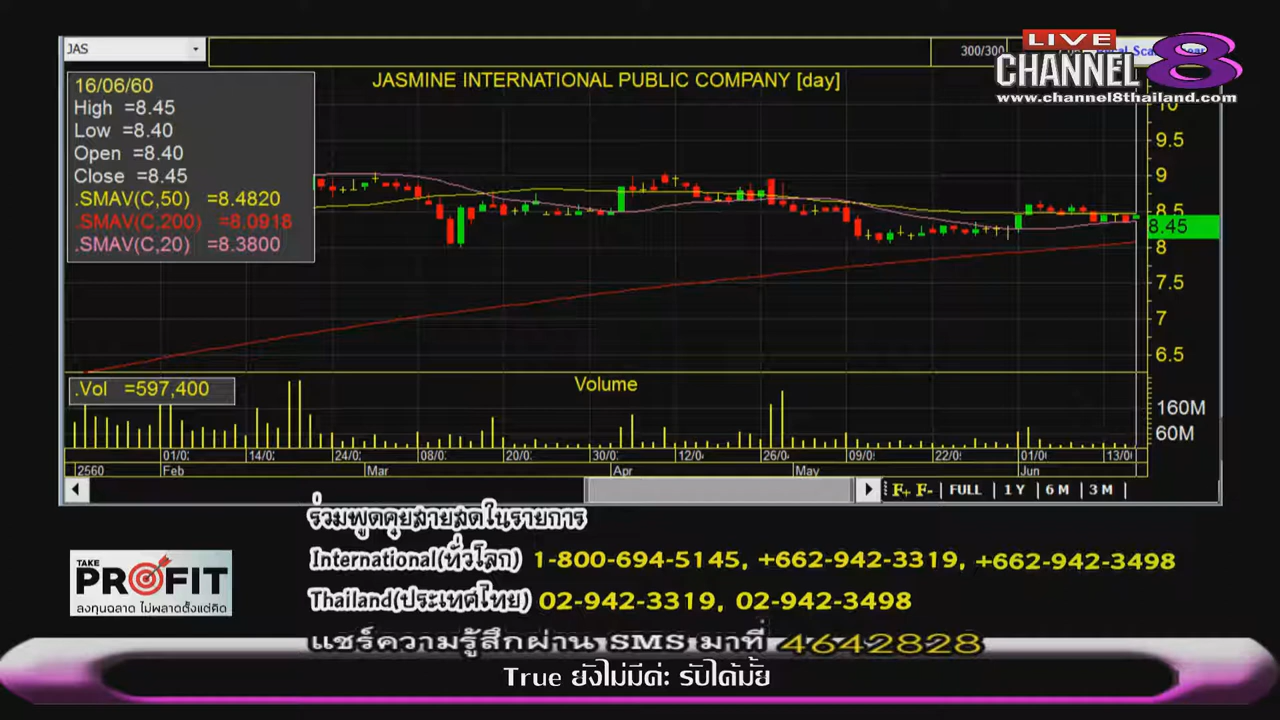 JAS
300/300
LIVE
CHANNEL 8
www.channel8thailand.com
JASMINE INTERNATIONAL PUBLIC COMPANY [day]
16/06/60
High =8.45
Low =8.40
Open =8.40
Close =8.45
.SMAV(C,50) =8.4820
.SMAV(C,200) =8.0918
.SMAV(C,20) =8.3800
10
9.5
9
8.5
8.45
8
7.5
7
6.5
.Vol =597,400
Volume
160M
60M
01/0: 14/0: 24/0: 08/0: 20/0: 30/0: 12/0: 26/0: 09/0: 22/0: 01/0: 13/0:
2560 Feb Mar Apr May Jun
F+ F- FULL 1 Y 6 M 3 M
ร่วมพูดคุยสายสดในรายการ
International(ทั่วโลก) 1-800-694-5145, +662-942-3319, +662-942-3498
TAKE
PROFIT
ลงทุนฉลาด ไม่พลาดตั้งแต่คิด
Thailand(ประเทศไทย) 02-942-3319, 02-942-3498
แชร์ความรู้สึกผ่าน SMS มาที่ 4642828
True ยังไม่มีค่ะ รับได้มั้ย